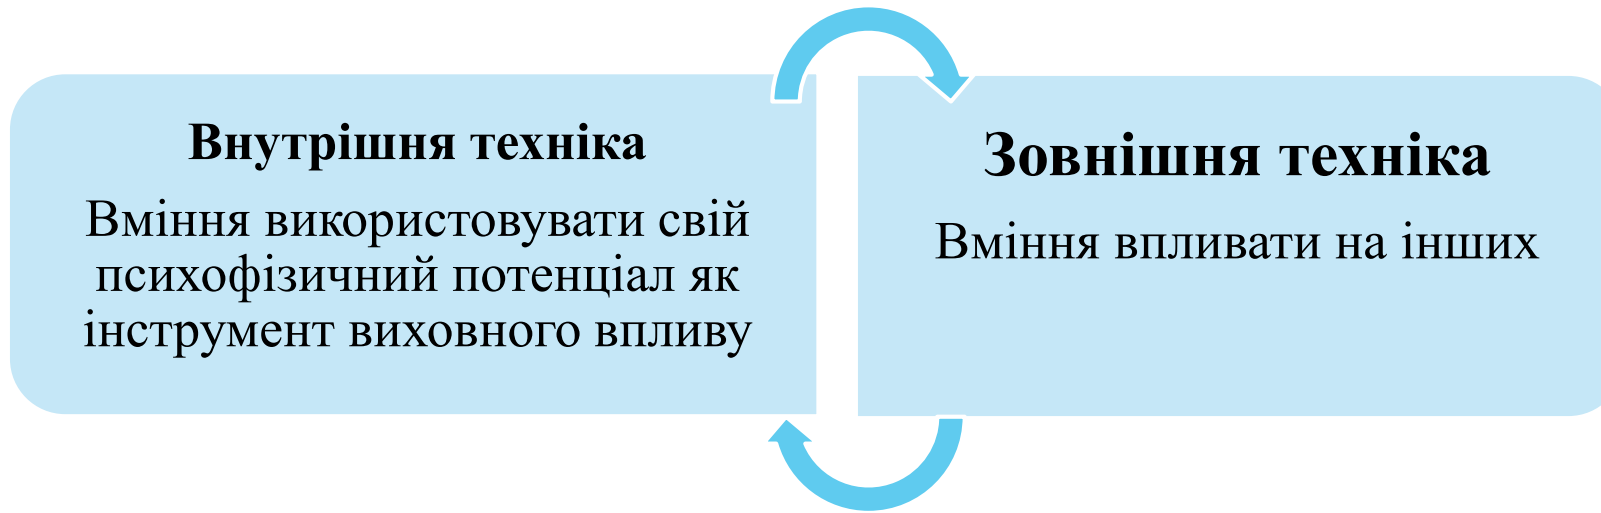 Внутрішня техніка
Вміння використовувати свій
психофізичний потенціал як
інструмент виховного впливу
Зовнішня техніка
Вміння впливати на інших